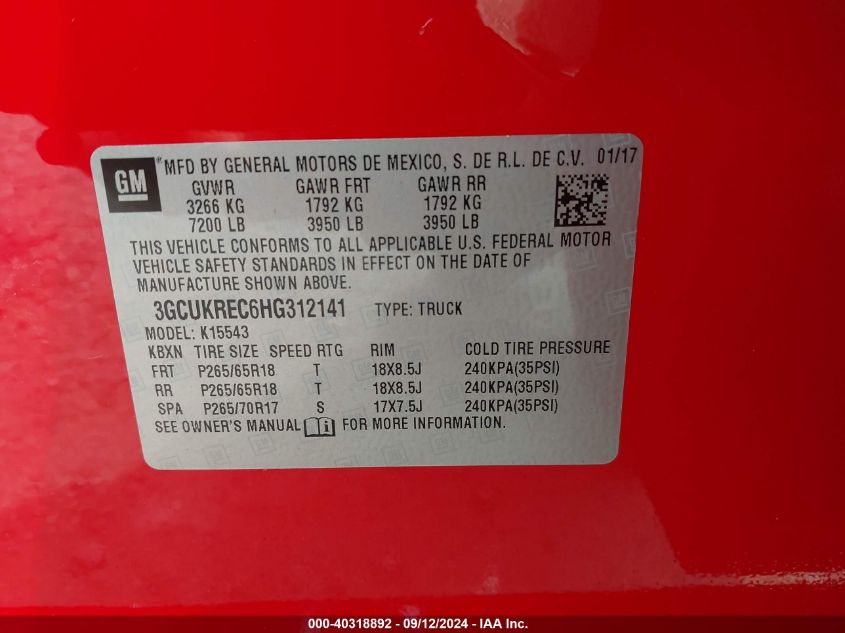 GM
MFD BY GENERAL MOTORS DE MEXICO, S. DE R.L. DE C.V. 01/17
GVWR GAWR FRT GAWR RR
3266 KG 1792 KG 1792 KG
7200 LB 3950 LB 3950 LB
THIS VEHICLE CONFORMS TO ALL APPLICABLE U.S. FEDERAL MOTOR
VEHICLE SAFETY STANDARDS IN EFFECT ON THE DATE OF
MANUFACTURE SHOWN ABOVE.
3GCUKREC6HG312141 TYPE: TRUCK
MODEL: K15543
KBXN TIRE SIZE SPEED RTG RIM COLD TIRE PRESSURE
FRT P265/65R18 T 18X8.5J 240KPA(35PSI)
RR P265/65R18 T 18X8.5J 240KPA(35PSI)
SPA P265/70R17 S 17X7.5J 240KPA(35PSI)
SEE OWNER'S MANUAL FOR MORE INFORMATION.
000-40318892 - 09/12/2024 - IAA Inc.